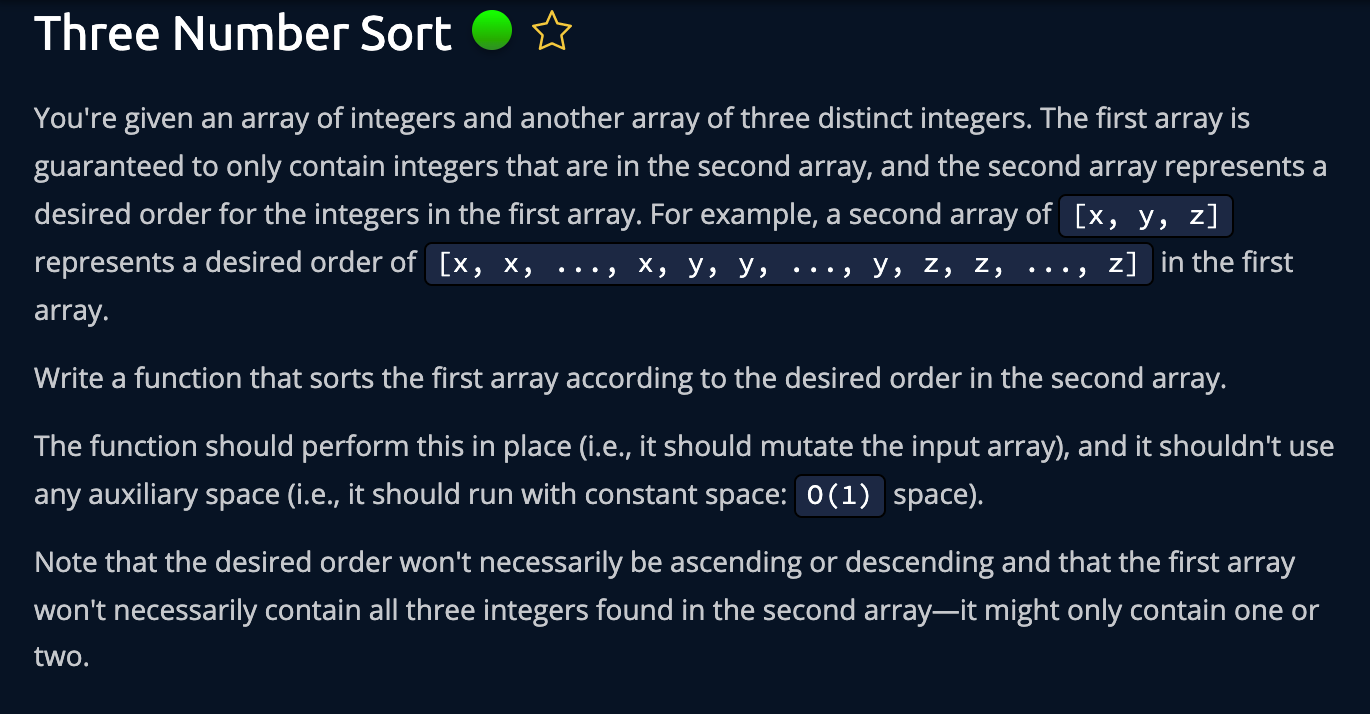 Three Number Sort
You're given an array of integers and another array of three distinct integers. The first array is
guaranteed to only contain integers that are in the second array, and the second array represents a
desired order for the integers in the first array. For example, a second array of [x, y, z]
represents a desired order of [x, x, ..., x, y, y, ..., y, z, z, ..., z] in the first
array.
Write a function that sorts the first array according to the desired order in the second array.
The function should perform this in place (i.e., it should mutate the input array), and it shouldn't use
any auxiliary space (i.e., it should run with constant space: O(1) space).
Note that the desired order won't necessarily be ascending or descending and that the first array
won't necessarily contain all three integers found in the second array—it might only contain one or
two.